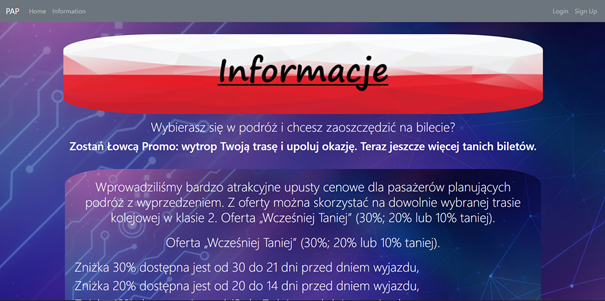 PAP Home Information Login Sign Up
Informacje
Wybierasz się w podróż i chcesz zaoszczędzić na bilecie?
Zostań Łowcą Promo: wytrop Twoją trasę i upoluj okazję. Teraz jeszcze więcej tanich biletów.
Wprowadziliśmy bardzo atrakcyjne upusty cenowe dla pasażerów planujących
podróż z wyprzedzeniem. Z oferty można skorzystać na dowolnie wybranej trasie
kolejowej w klasie 2. Oferta „Wcześniej Taniej” (30%; 20% lub 10% taniej).
Oferta „Wcześniej Taniej” (30%; 20% lub 10% taniej).
Zniżka 30% dostępna jest od 30 do 21 dni przed dniem wyjazdu,
Zniżka 20% dostępna jest od 20 do 14 dni przed dniem wyjazdu,